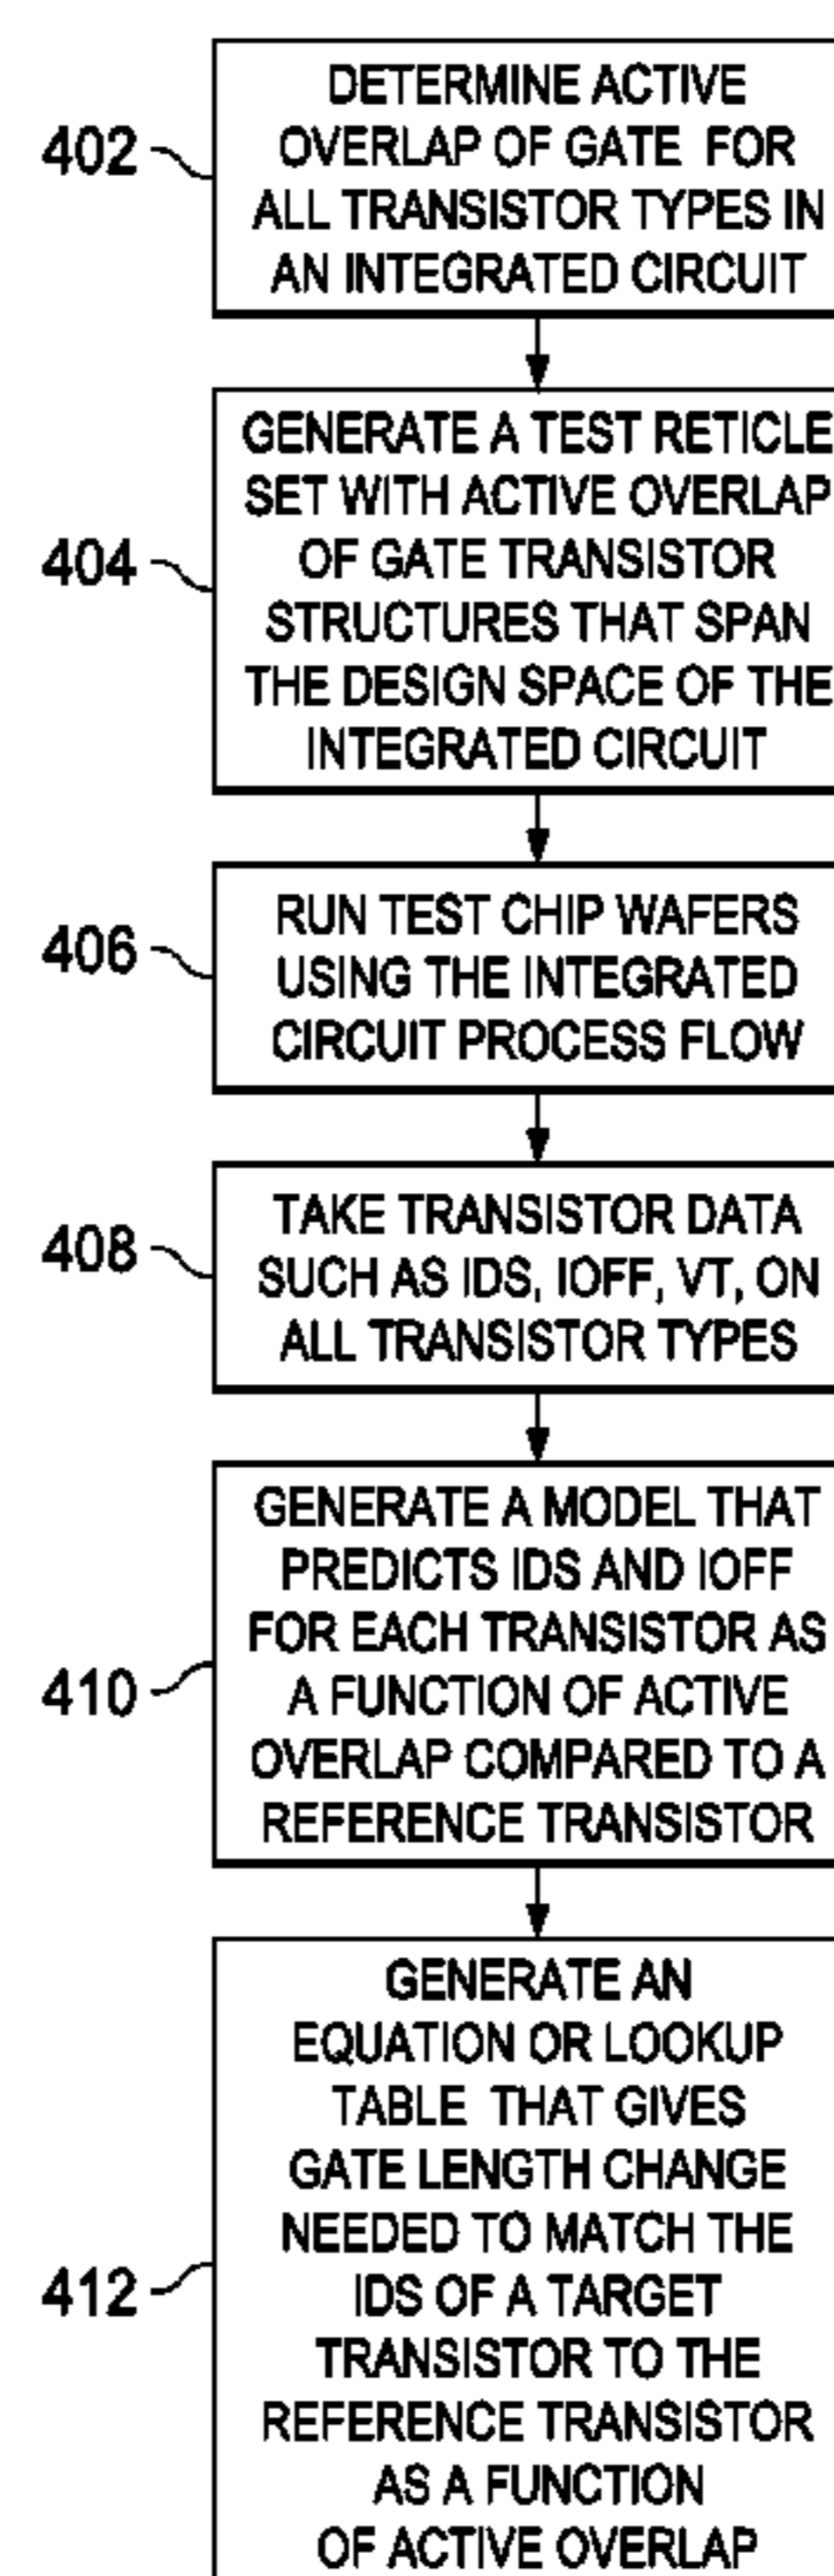 402
DETERMINE ACTIVE
OVERLAP OF GATE FOR
ALL TRANSISTOR TYPES IN
AN INTEGRATED CIRCUIT
404
GENERATE A TEST RETICLE
SET WITH ACTIVE OVERLAP
OF GATE TRANSISTOR
STRUCTURES THAT SPAN
THE DESIGN SPACE OF THE
INTEGRATED CIRCUIT
406
RUN TEST CHIP WAFERS
USING THE INTEGRATED
CIRCUIT PROCESS FLOW
408
TAKE TRANSISTOR DATA
SUCH AS IDS, IOFF, VT, ON
ALL TRANSISTOR TYPES
410
GENERATE A MODEL THAT
PREDICTS IDS AND IOFF
FOR EACH TRANSISTOR AS
A FUNCTION OF ACTIVE
OVERLAP COMPARED TO A
REFERENCE TRANSISTOR
412
GENERATE AN
EQUATION OR LOOKUP
TABLE THAT GIVES
GATE LENGTH CHANGE
NEEDED TO MATCH THE
IDS OF A TARGET
TRANSISTOR TO THE
REFERENCE TRANSISTOR
AS A FUNCTION
OF ACTIVE OVERLAP